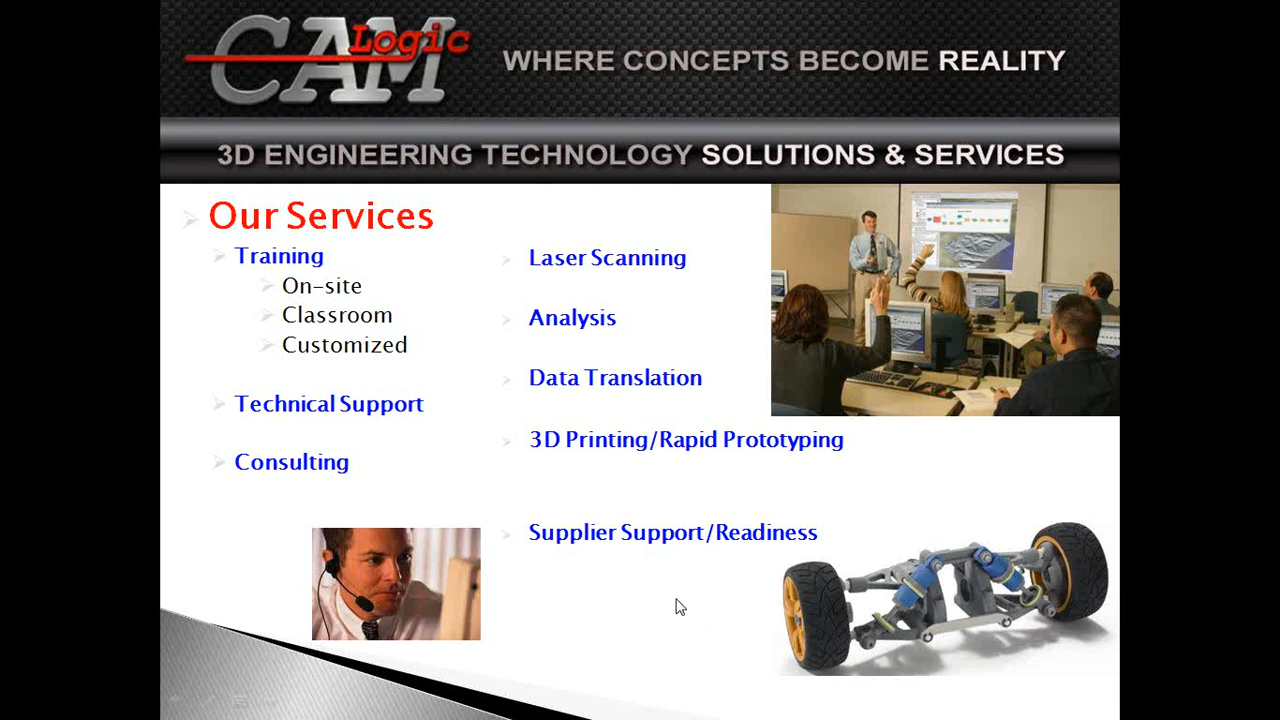 CAM Logic
WHERE CONCEPTS BECOME REALITY
3D ENGINEERING TECHNOLOGY SOLUTIONS & SERVICES
Our Services
Training
On-site
Classroom
Customized
Technical Support
Consulting
Laser Scanning
Analysis
Data Translation
3D Printing/Rapid Prototyping
Supplier Support/Readiness